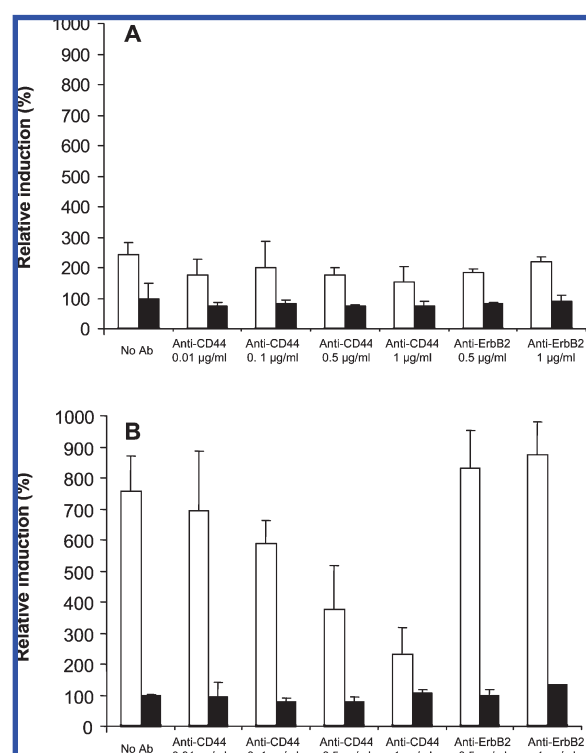 A
Relative induction (%)
1000
900
800
700
600
500
400
300
200
100
0
No Ab
Anti-CD44
0.01 µg/ml
Anti-CD44
0. 1 µg/ml
Anti-CD44
0.5 µg/ml
Anti-CD44
1 µg/ml
Anti-ErbB2
0.5 µg/ml
Anti-ErbB2
1 µg/ml
B
Relative induction (%)
1000
900
800
700
600
500
400
300
200
100
0
No Ab
Anti-CD44
Anti-CD44
Anti-CD44
Anti-CD44
Anti-ErbB2
Anti-ErbB2